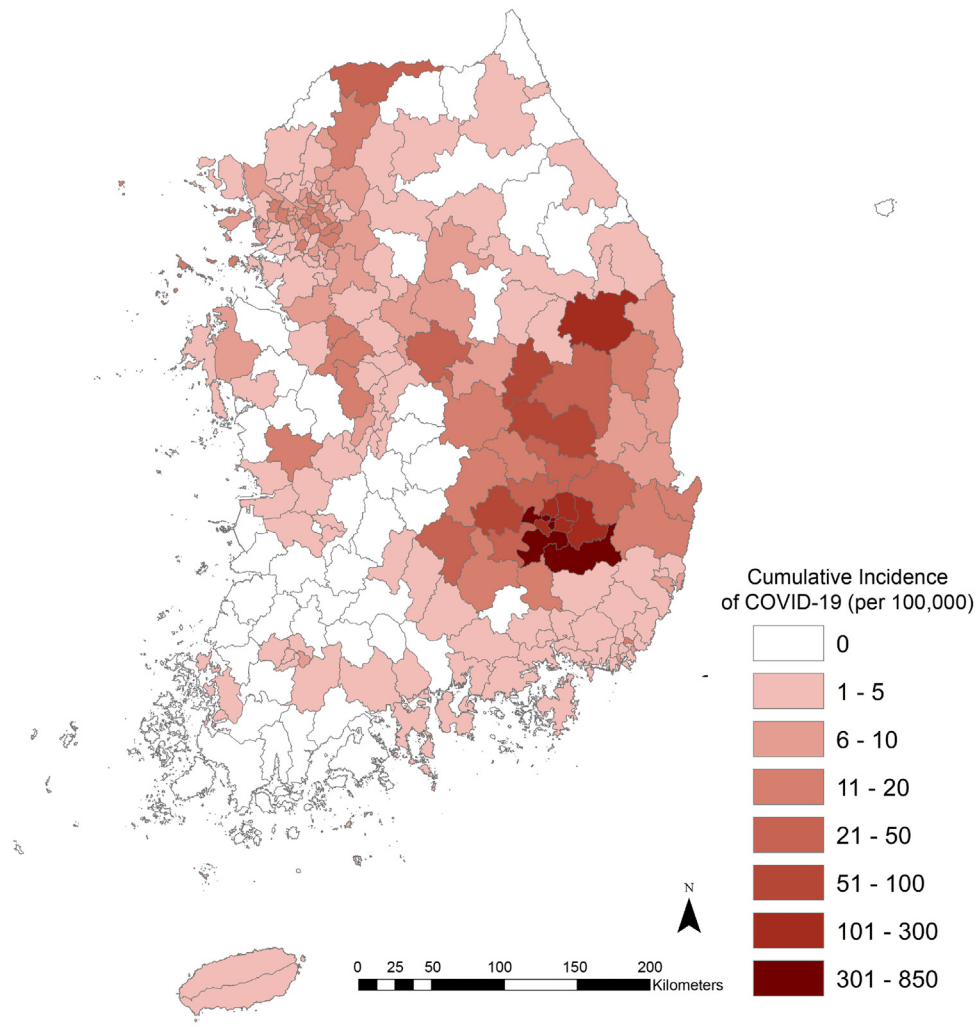 Cumulative Incidence
of COVID-19 (per 100,000)
0
1 - 5
6 - 10
11 - 20
21 - 50
51 - 100
101 - 300
301 - 850
N
0 25 50 100 150 200
Kilometers